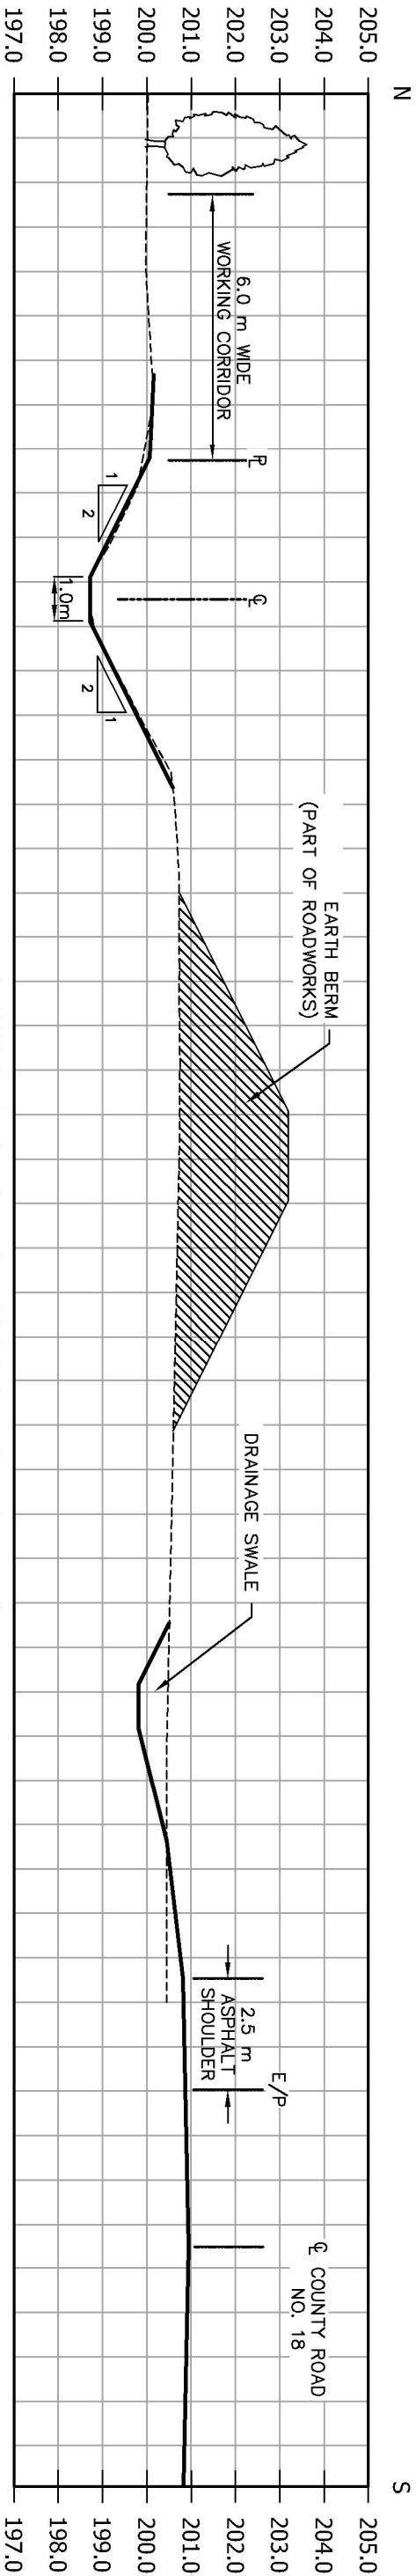 N
S
205.0
204.0
203.0
202.0
201.0
200.0
199.0
198.0
197.0
6.0 m WIDE
WORKING CORRIDOR
PL
CL
1
2
1.0m
2
1
EARTH BERM
(PART OF ROADWORKS)
DRAINAGE SWALE
2.5 m
ASPHALT
SHOULDER
E/P
CL COUNTY ROAD
NO. 18
205.0
204.0
203.0
202.0
201.0
200.0
199.0
198.0
197.0